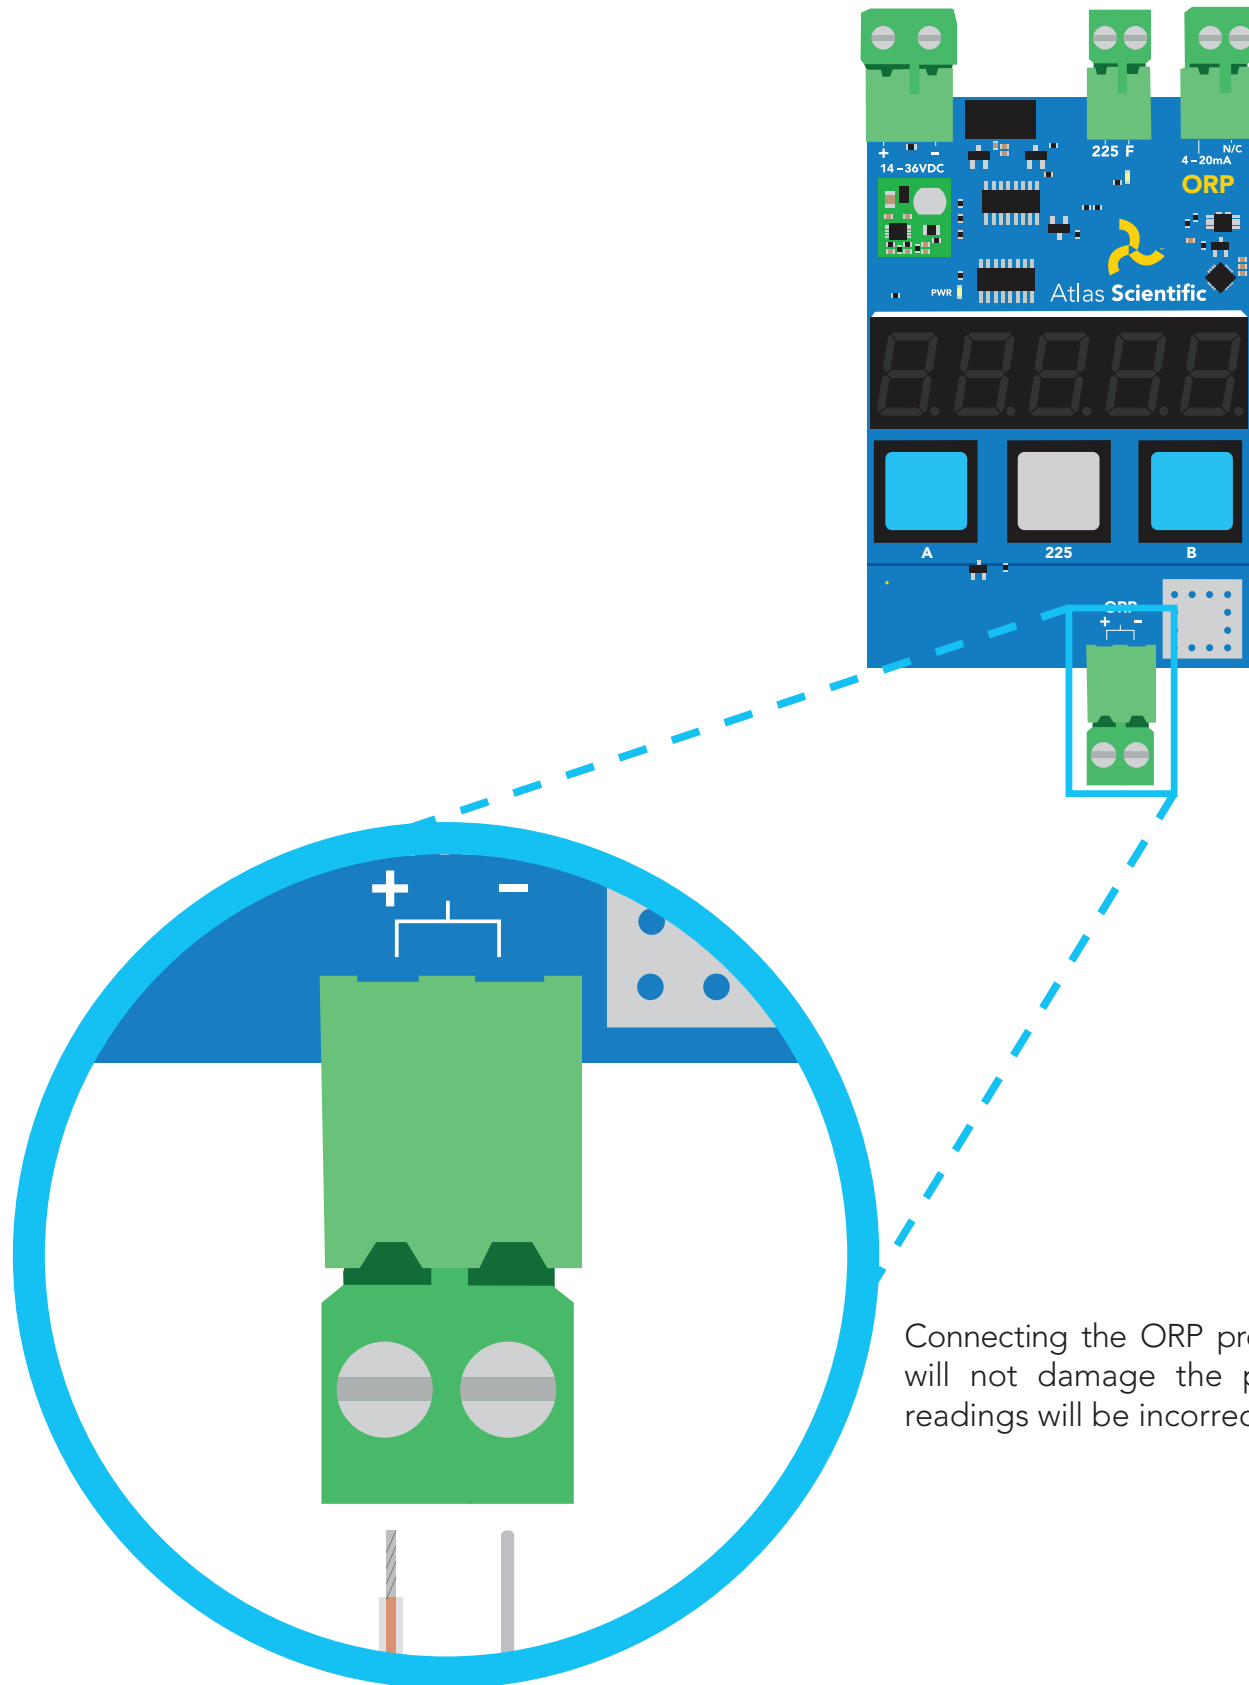 + -
14–36VDC
225 F
N/C
4–20mA
ORP
PWR
Atlas Scientific
A
225
B
ORP
+ -
+ -
Connecting the ORP
will not damage the
readings will be